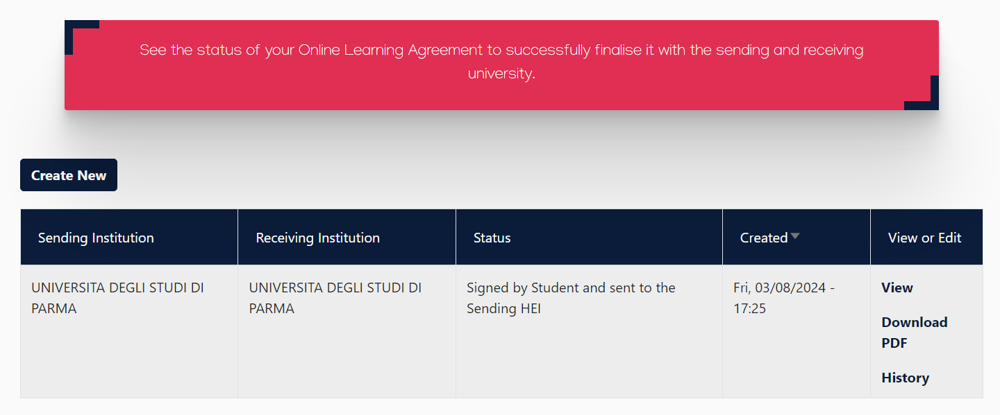 See the status of your Online Learning Agreement to successfully finalise it with the sending and receiving
university.
Create New
Sending Institution
Receiving Institution
Status
Created
View or Edit
UNIVERSITA DEGLI STUDI DI
PARMA
UNIVERSITA DEGLI STUDI DI
PARMA
Signed by Student and sent to the
Sending HEI
Fri, 03/08/2024 -
17:25
View
Download
PDF
History